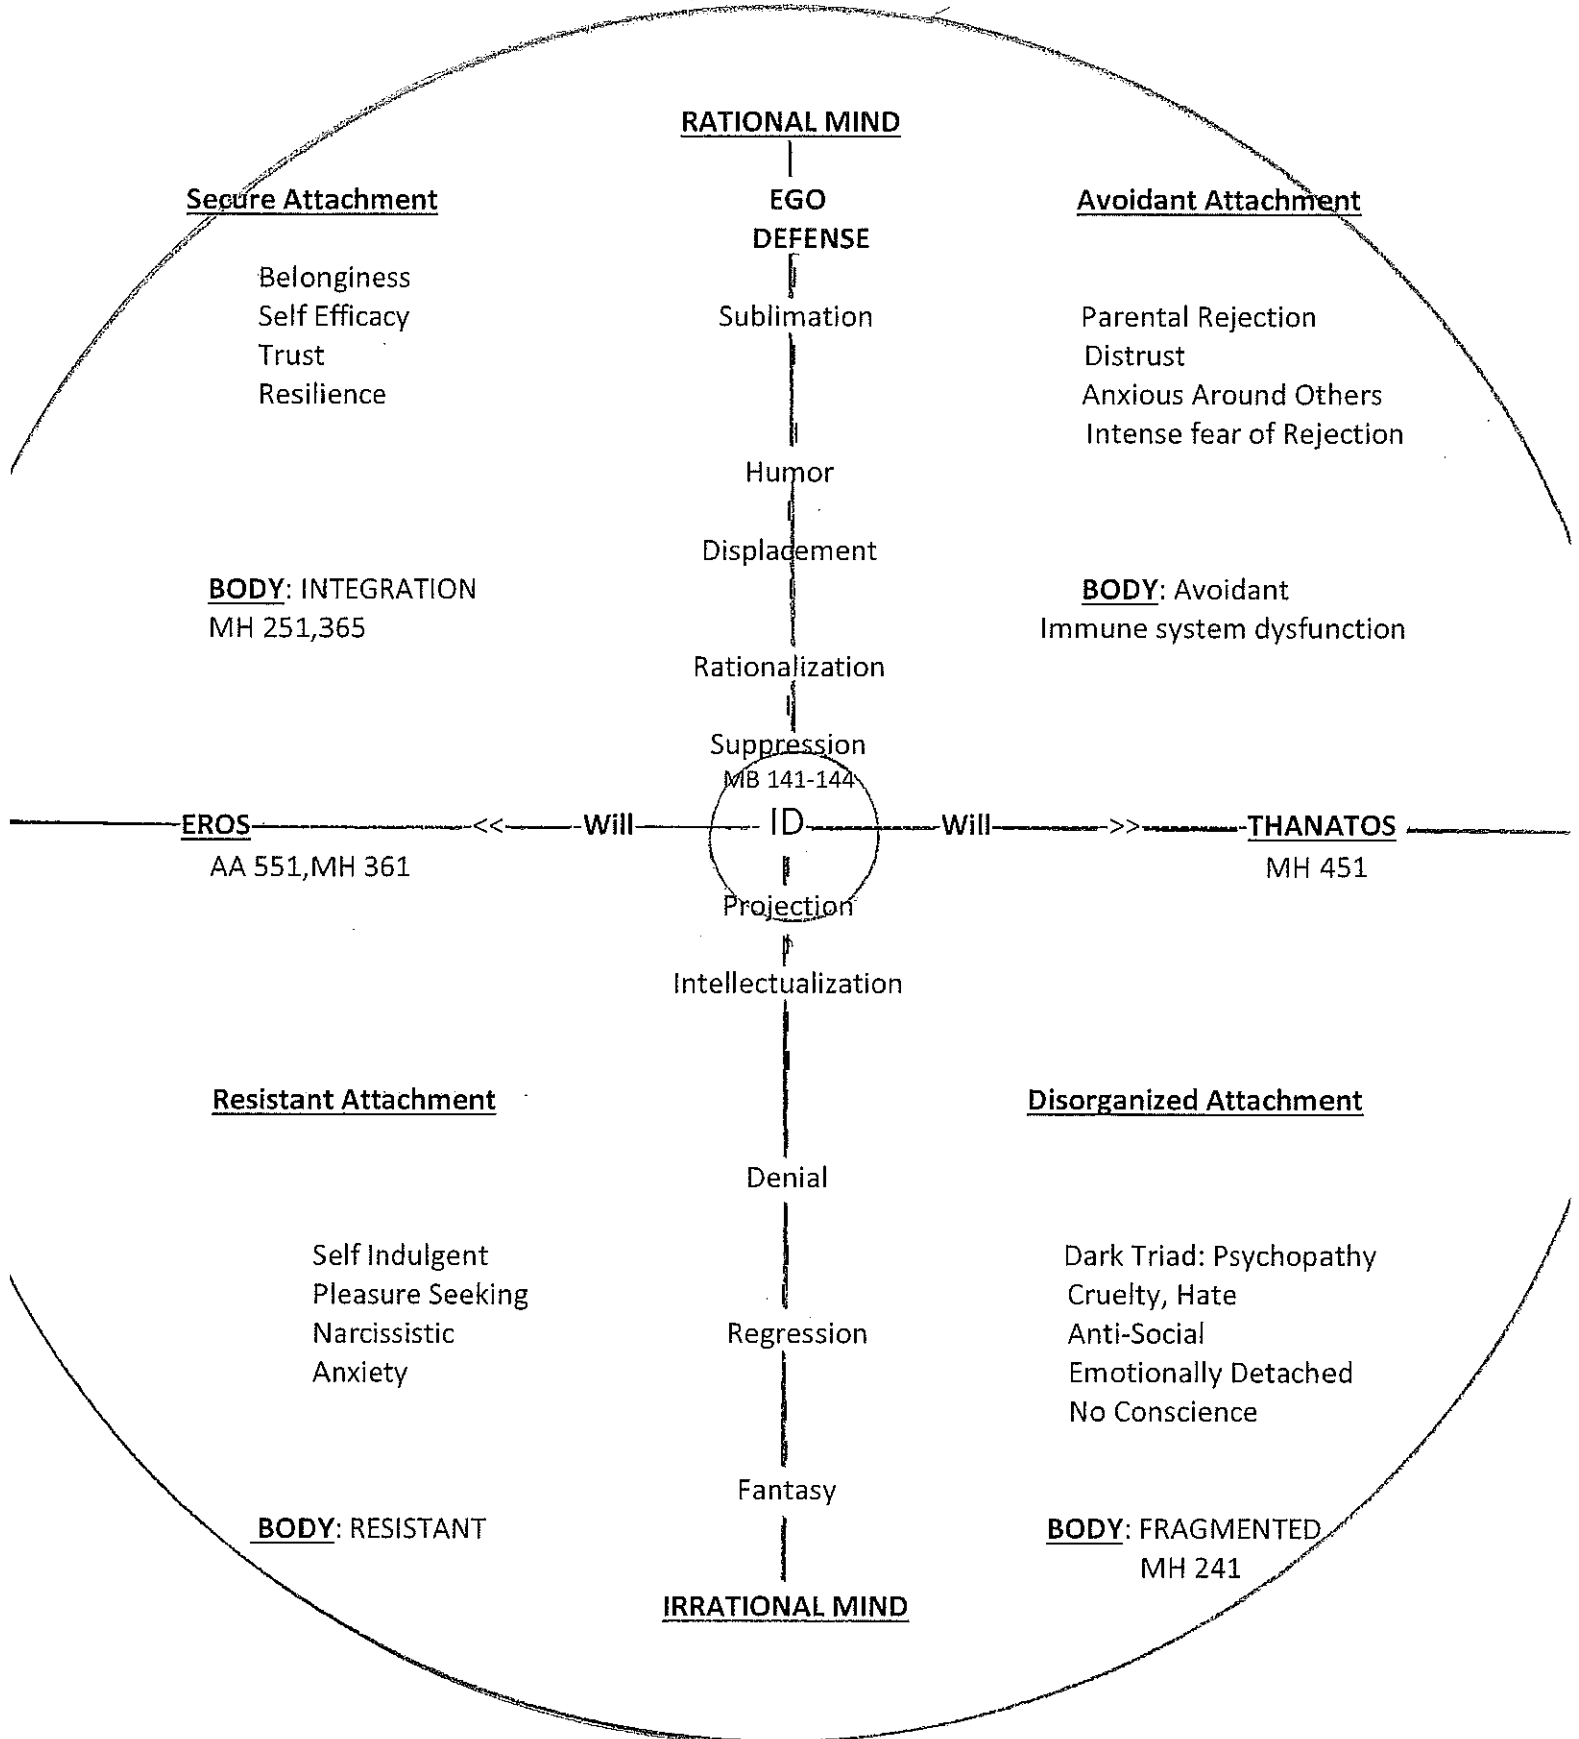 RATIONAL MIND
Secure Attachment
EGO
DEFENSE
Avoidant Attachment
Belonginess
Self Efficacy
Trust
Resilience
Sublimation
Parental Rejection
Distrust
Anxious Around Others
Intense fear of Rejection
Humor
Displacement
BODY: INTEGRATION
MH 251,365
BODY: Avoidant
Immune system dysfunction
Rationalization
Suppression
MB 141-144
EROS << Will ID Will >> THANATOS
AA 551,MH 361
MH 451
Projection
Intellectualization
Resistant Attachment
Disorganized Attachment
Denial
Self Indulgent
Pleasure Seeking
Narcissistic
Anxiety
Regression
Dark Triad: Psychopathy
Cruelty, Hate
Anti-Social
Emotionally Detached
No Conscience
Fantasy
BODY: RESISTANT
BODY: FRAGMENTED
MH 241
IRRATIONAL MIND